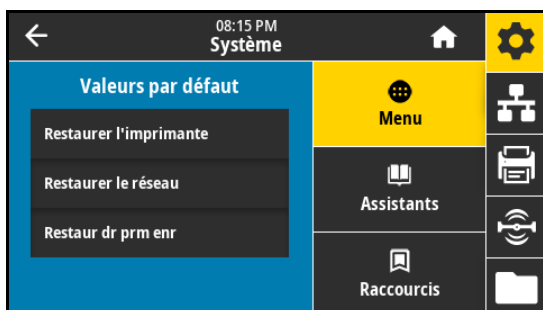 08:15 PM
Système
Valeurs par défaut
Restaurer l'imprimante
Restaurer le réseau
Restaur dr prm enr
Menu
Assistants
Raccourcis